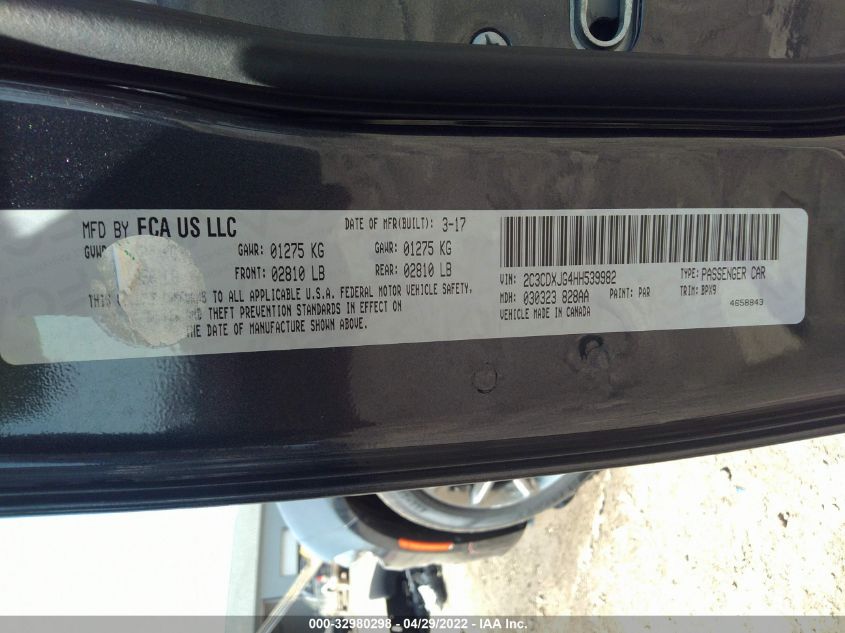 MFD BY FCA US LLC
DATE OF MFR(BUILT): 3-17
GVWR
GAWR: 01275 KG
GAWR: 01275 KG
FRONT: 02810 LB
REAR: 02810 LB
THIS TO ALL APPLICABLE U.S.A. FEDERAL MOTOR VEHICLE SAFETY,
AND THEFT PREVENTION STANDARDS IN EFFECT ON
THE DATE OF MANUFACTURE SHOWN ABOVE.
VIN: 2C3CDXJG4HH539982
TYPE: PASSENGER CAR
MDH: 030323 828AA
PAINT: PAR
TRIM: BPX9
VEHICLE MADE IN CANADA
4658843
000-32980298 - 04/29/2022 - IAA, Inc.